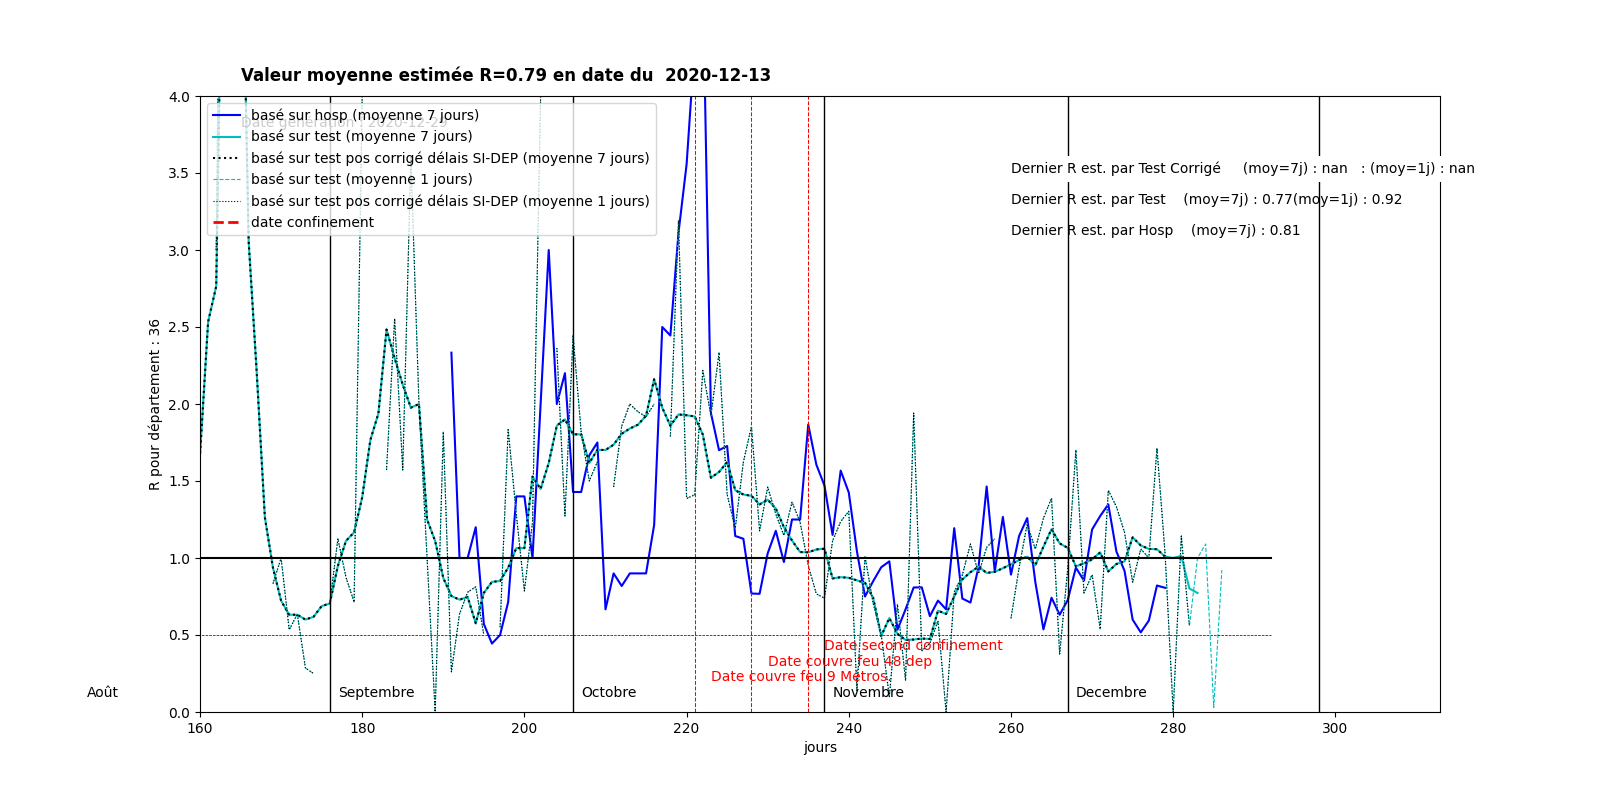 Valeur moyenne estimée R=0.79 en date du  2020-12-13
4.0
3.5
3.0
2.5
2.0
1.5
1.0
0.5
0.0
R pour département : 36
basé sur hosp (moyenne 7 jours)
basé sur test (moyenne 7 jours)
basé sur test pos corrigé délais SI-DEP (moyenne 7 jours)
basé sur test (moyenne 1 jours)
basé sur test pos corrigé délais SI-DEP (moyenne 1 jours)
date confinement
Dernier R est. par Test Corrigé     (moy=7j) : nan   : (moy=1j) : nan
Dernier R est. par Test    (moy=7j) : 0.77(moy=1j) : 0.92
Dernier R est. par Hosp    (moy=7j) : 0.81
Date second confinement
Date couvre feu 48 dep
Date couvre feu 9 Métros
Août
Septembre
Octobre
Novembre
Decembre
160 180 200 220 240 260 280 300
jours